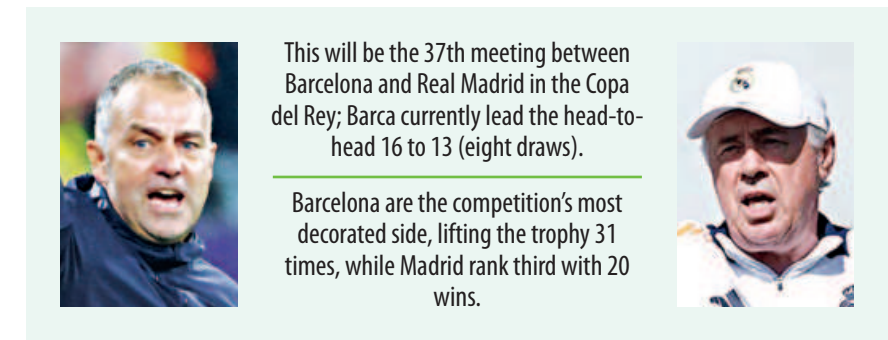 This will be the 37th meeting between
Barcelona and Real Madrid in the Copa
del Rey; Barca currently lead the head-to-
head 16 to 13 (eight draws).
Barcelona are the competition’s most
decorated side, lifting the trophy 31
times, while Madrid rank third with 20
wins.